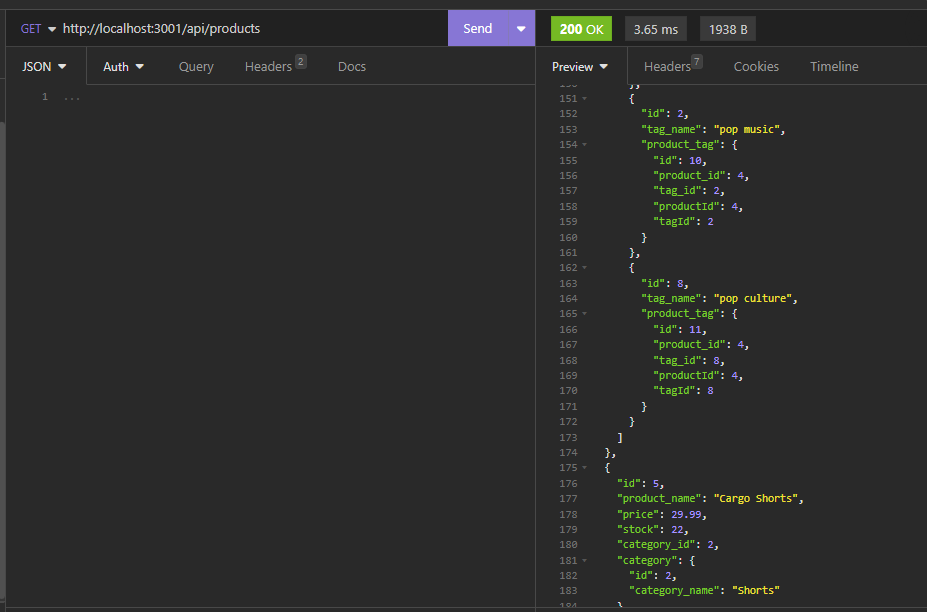 GET http://localhost:3001/api/products Send 200 OK 3.65 ms 1938 B
JSON Auth Query Headers 2 Docs Preview Headers 7 Cookies Timeline
1 ...
150 },
151 {
152 "id": 2,
153 "tag_name": "pop music",
154 "product_tag": {
155 "id": 10,
156 "product_id": 4,
157 "tag_id": 2,
158 "productId": 4,
159 "tagId": 2
160 }
161 },
162 {
163 "id": 8,
164 "tag_name": "pop culture",
165 "product_tag": {
166 "id": 11,
167 "product_id": 4,
168 "tag_id": 8,
169 "productId": 4,
170 "tagId": 8
171 }
172 }
173 ]
174 },
175 {
176 "id": 5,
177 "product_name": "Cargo Shorts",
178 "price": 29.99,
179 "stock": 22,
180 "category_id": 2,
181 "category": {
182 "id": 2,
183 "category_name": "Shorts"
184 }